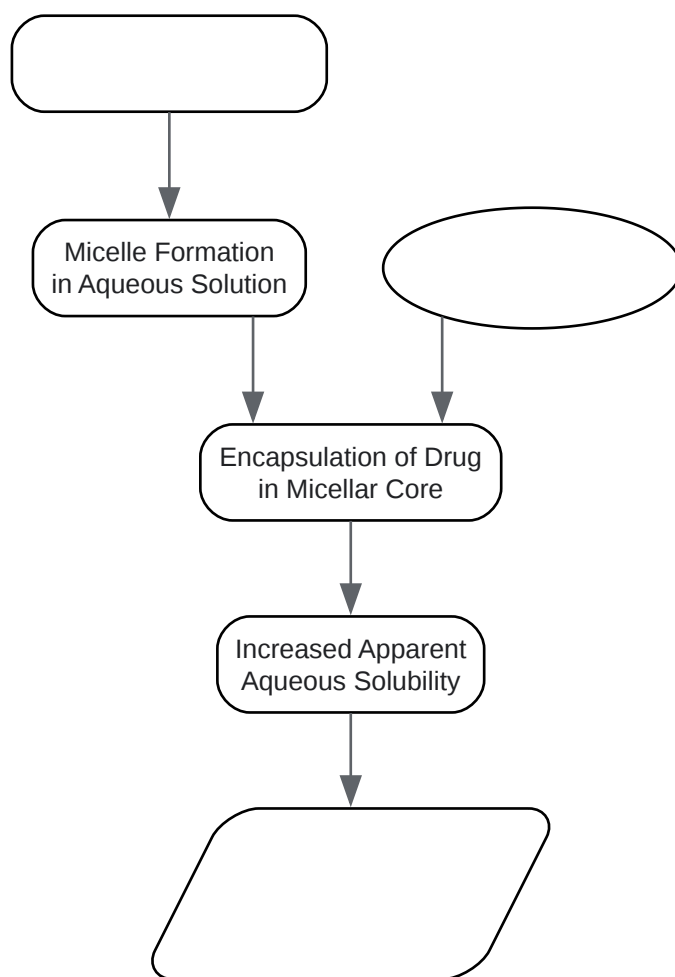 Micelle Formation
in Aqueous Solution
Encapsulation of Drug
in Micellar Core
Increased Apparent
Aqueous Solubility